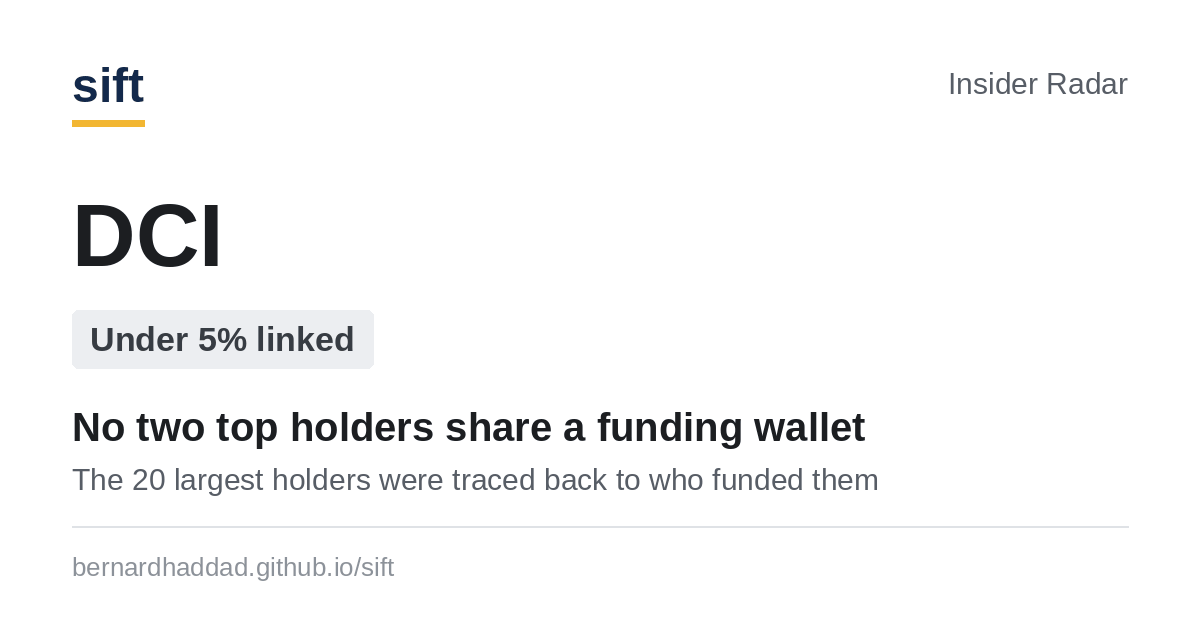 sift
Insider Radar
DCI
Under 5% linked
No two top holders share a funding wallet
The 20 largest holders were traced back to who funded them
bernardhaddad.github.io/sift